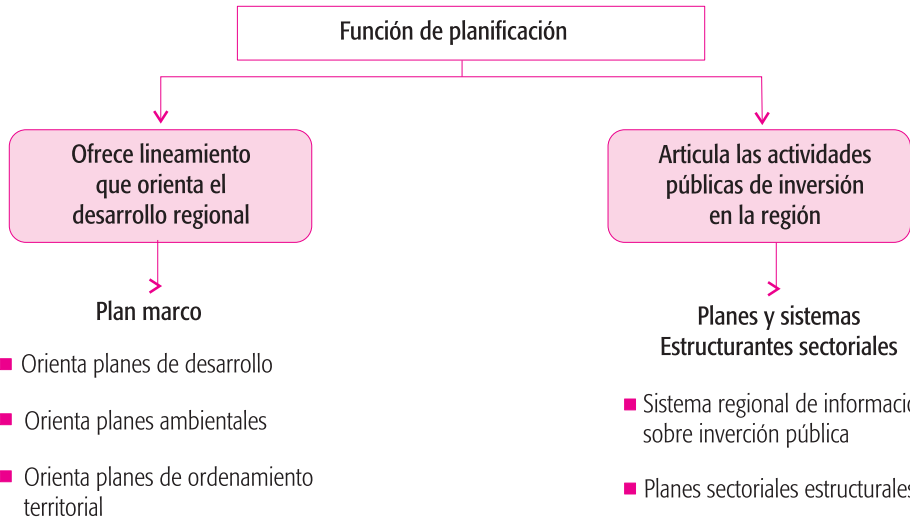 Función de planificación
Ofrece lineamiento
que orienta el
desarrollo regional
Articula las actividades
públicas de inversión
en la región
Plan marco
Orienta planes de desarrollo
Orienta planes ambientales
Orienta planes de ordenamiento
territorial
Planes y sistemas
Estructurantes sectoriales
Sistema regional de informació
sobre inverción pública
Planes sectoriales estructurales